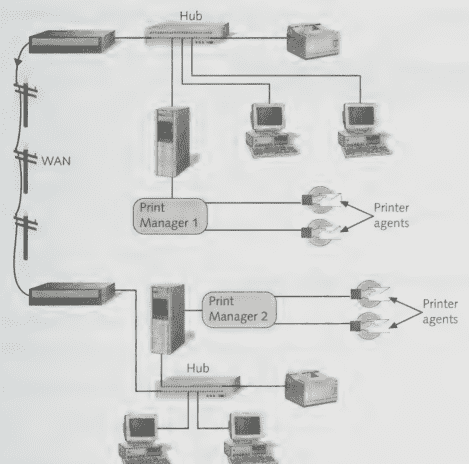 Hub
WAN
Print
Manager 1
Printer
agents
Print
Manager 2
Printer
agents
Hub